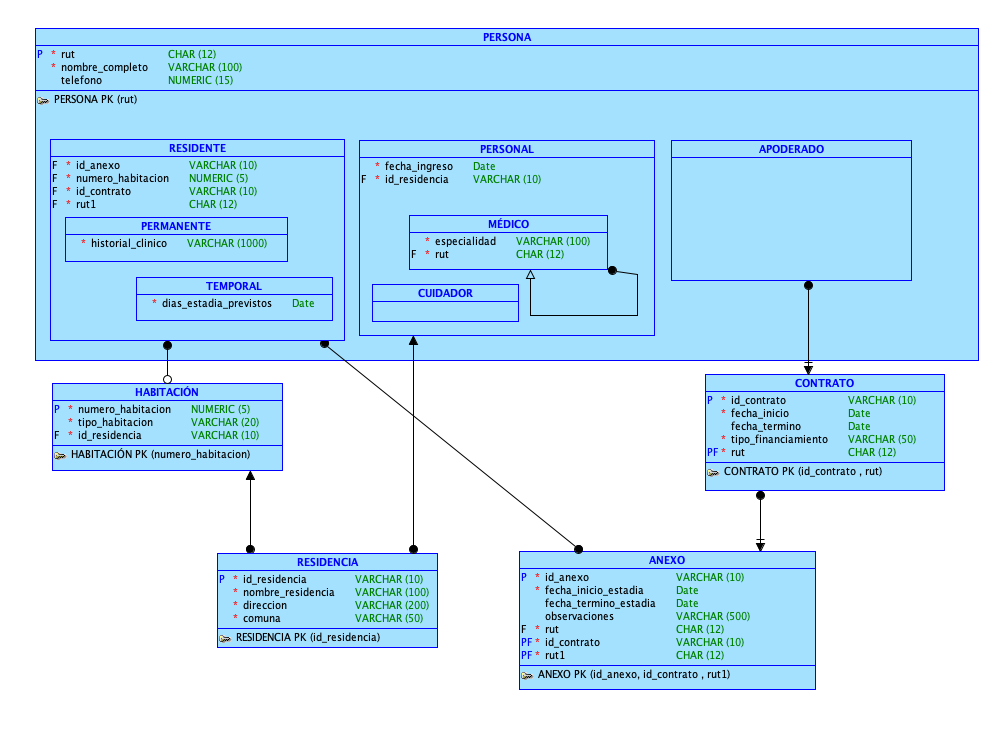 PERSONA
P * rut CHAR (12)
* nombre_completo VARCHAR (100)
telefono NUMERIC (15)
PERSONA PK (rut)
RESIDENTE
F * id_anexo VARCHAR (10)
F * numero_habitacion NUMERIC (5)
F * id_contrato VARCHAR (10)
F * rut1 CHAR (12)
PERMANENTE
* historial_clinico VARCHAR (1000)
TEMPORAL
* dias_estadia_previstos Date
PERSONAL
* fecha_ingreso Date
F * id_residencia VARCHAR (10)
MÉDICO
* especialidad VARCHAR (100)
F * rut CHAR (12)
CUIDADOR
APODERADO
HABITACIÓN
P * numero_habitacion NUMERIC (5)
* tipo_habitacion VARCHAR (20)
F * id_residencia VARCHAR (10)
HABITACIÓN PK (numero_habitacion)
CONTRATO
P * id_contrato VARCHAR (10)
* fecha_inicio Date
fecha_termino Date
* tipo_financiamiento VARCHAR (50)
PF * rut CHAR (12)
CONTRATO PK (id_contrato , rut)
RESIDENCIA
P * id_residencia VARCHAR (10)
* nombre_residencia VARCHAR (100)
* direccion VARCHAR (200)
* comuna VARCHAR (50)
RESIDENCIA PK (id_residencia)
ANEXO
P * id_anexo VARCHAR (10)
* fecha_inicio_estadia Date
fecha_termino_estadia Date
observaciones VARCHAR (500)
F * rut CHAR (12)
PF * id_contrato VARCHAR (10)
PF * rut1 CHAR (12)
ANEXO PK (id_anexo, id_contrato , rut1)